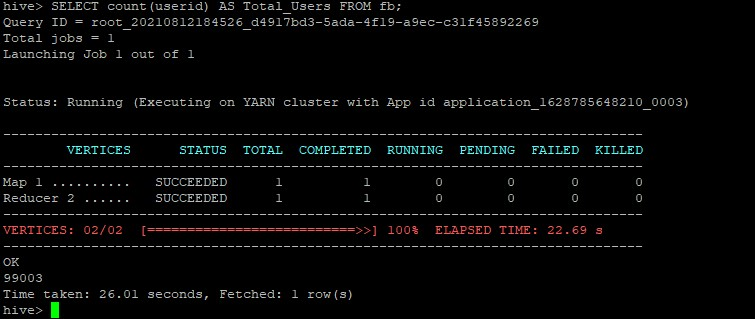 hive> SELECT count(userid) AS Total_Users FROM fb;
Query ID = root_20210812184526_d4917bd3-5ada-4f19-a9ec-c31f45892269
Total jobs = 1
Launching Job 1 out of 1
Status: Running (Executing on YARN cluster with App id application_1628785648210_0003)
--------------------------------------------------------------------------------
VERTICES STATUS TOTAL COMPLETED RUNNING PENDING FAILED KILLED
--------------------------------------------------------------------------------
Map 1 .......... SUCCEEDED 1 1 0 0 0 0
Reducer 2 ...... SUCCEEDED 1 1 0 0 0 0
--------------------------------------------------------------------------------
VERTICES: 02/02 [==========================>>] 100% ELAPSED TIME: 22.69 s
--------------------------------------------------------------------------------
OK
99003
Time taken: 26.01 seconds, Fetched: 1 row(s)
hive>